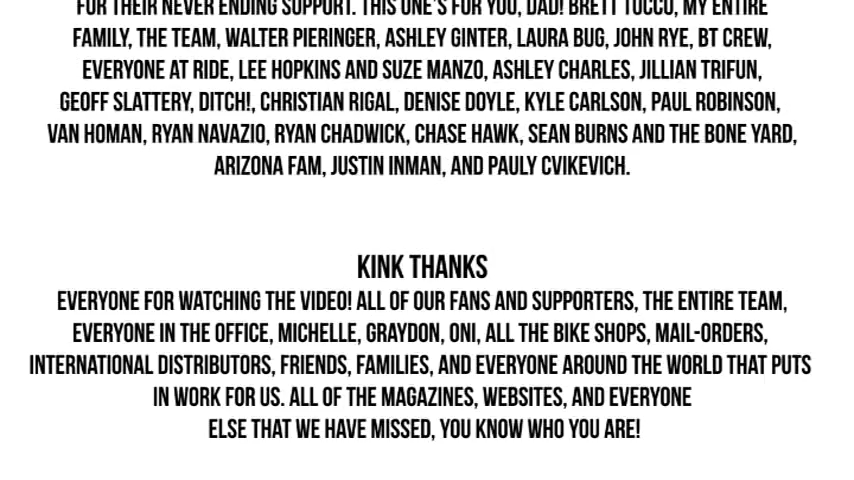 FOR THEIR NEVER ENDING SUPPORT. THIS ONE'S FOR YOU, DAD! BRETT TOCCO, MY ENTIRE
FAMILY, THE TEAM, WALTER PIERINGER, ASHLEY GINTER, LAURA BUG, JOHN RYE, BT CREW,
EVERYONE AT RIDE, LEE HOPKINS AND SUZE MANZO, ASHLEY CHARLES, JILLIAN TRIFUN,
GEOFF SLATTERY, DITCH!, CHRISTIAN RIGAL, DENISE DOYLE, KYLE CARLSON, PAUL ROBINSON,
VAN HOMAN, RYAN NAVAZIO, RYAN CHADWICK, CHASE HAWK, SEAN BURNS AND THE BONE YARD,
ARIZONA FAM, JUSTIN INMAN, AND PAULY CVIKEVICH.
KINK THANKS
EVERYONE FOR WATCHING THE VIDEO! ALL OF OUR FANS AND SUPPORTERS, THE ENTIRE TEAM,
EVERYONE IN THE OFFICE, MICHELLE, GRAYDON, ONI, ALL THE BIKE SHOPS, MAIL-ORDERS,
INTERNATIONAL DISTRIBUTORS, FRIENDS, FAMILIES, AND EVERYONE AROUND THE WORLD THAT PUTS
IN WORK FOR US. ALL OF THE MAGAZINES, WEBSITES, AND EVERYONE
ELSE THAT WE HAVE MISSED, YOU KNOW WHO YOU ARE!